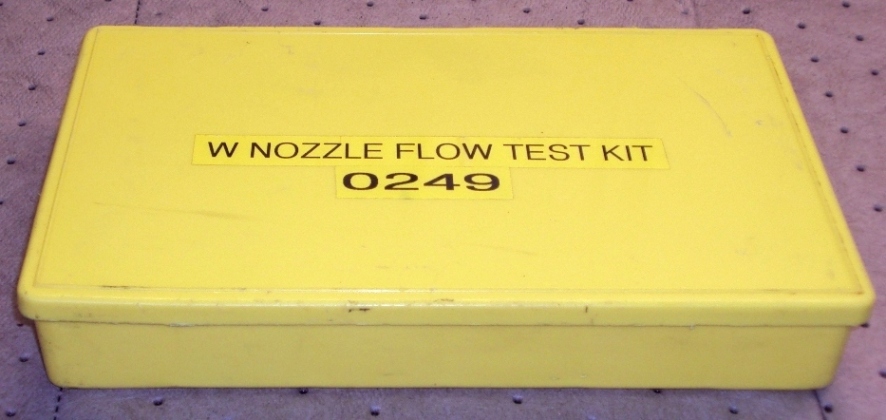 W NOZZLE FLOW TEST KIT
0249